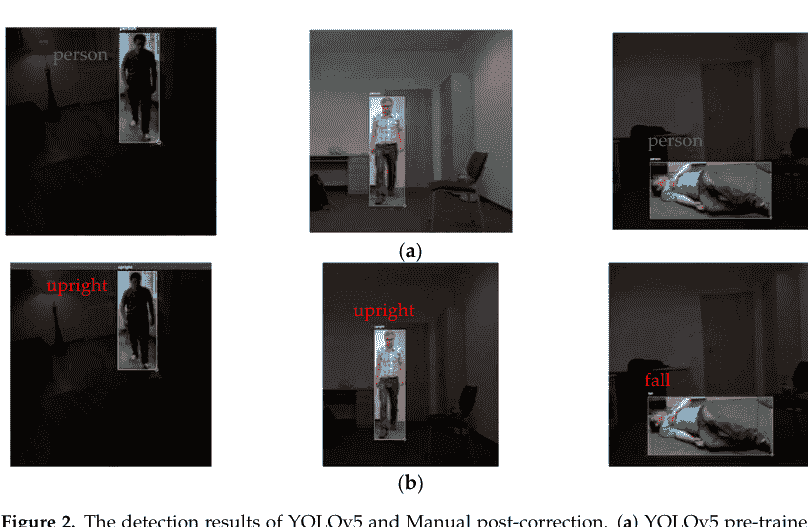 person
person
(a)
upright
upright
fall
(b)
Figure 2. The detection results of YOLOv5 and Manual post-correction. (a) YOLOv5 pre-traine